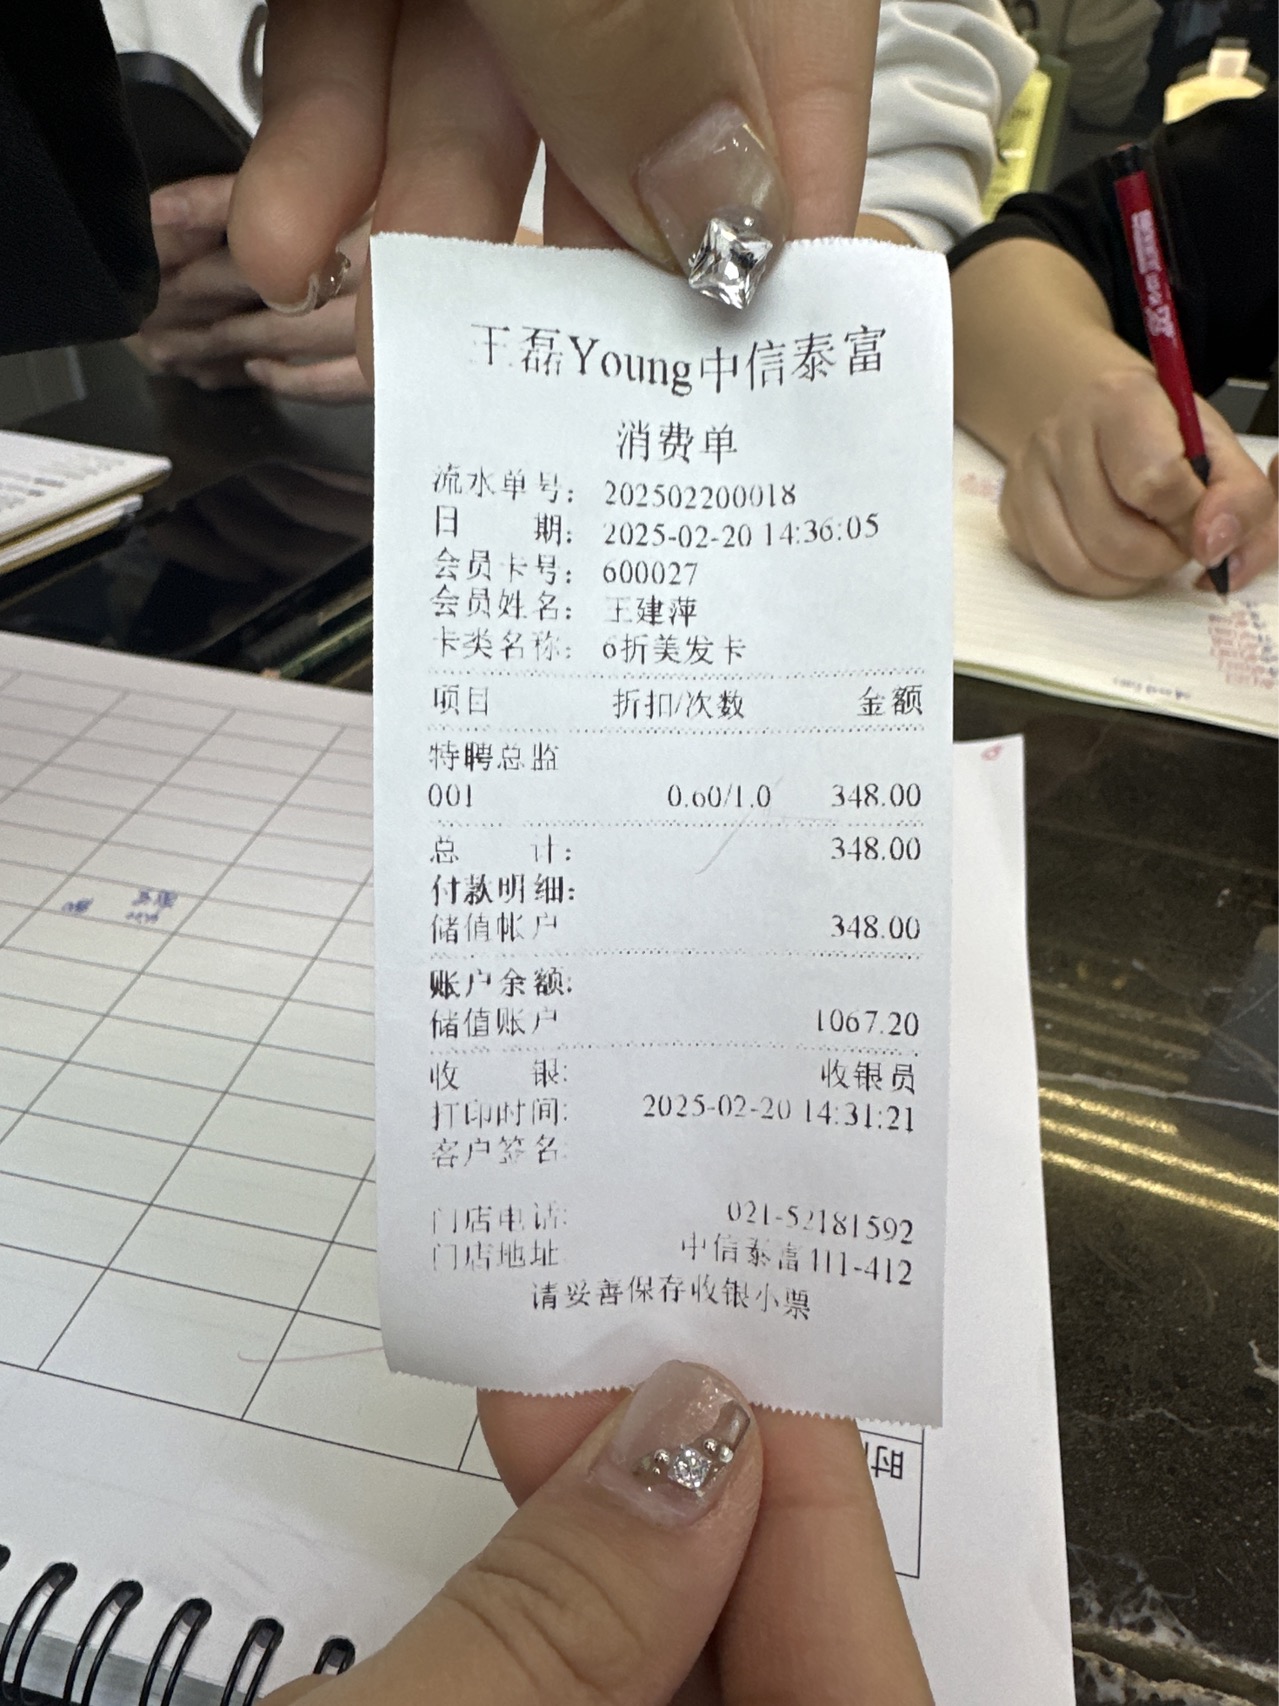 王磊Young中信泰富
消费单
流水单号： 202502200018
日 期： 2025-02-20 14:36:05
会员卡号： 600027
会员姓名： 王建萍
卡类名称： 6折美发卡
项目 折扣/次数 金额
特聘总监
001 0.60/1.0 348.00
总 计： 348.00
付款明细：
储值帐户 348.00
账户余额：
储值账户 1067.20
收 银： 收银员
打印时间： 2025-02-20 14:31:21
客户签名：
门店电话： 021-52181592
门店地址： 中信泰富111-412
请妥善保存收银小票
时